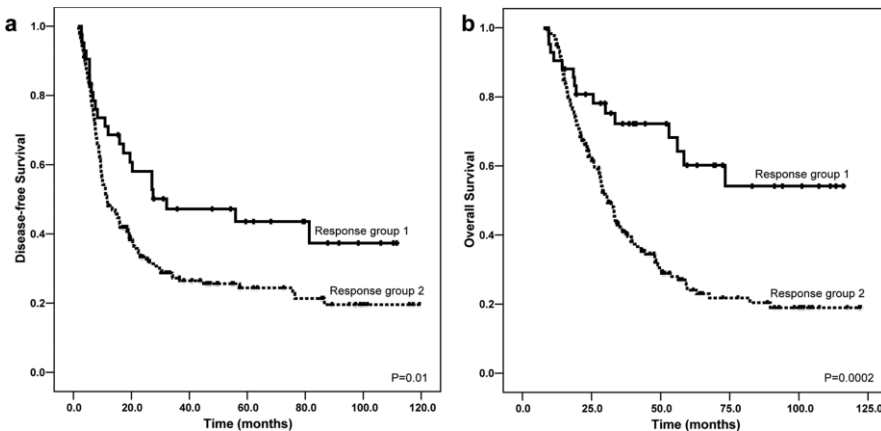 a
Disease-free Survival
1.0
0.8
0.6
0.4
0.2
0.0
Response group 1
Response group 2
P=0.01
0.0 20.0 40.0 60.0 80.0 100.0 120.0
Time (months)
b
Overall Survival
1.0
0.8
0.6
0.4
0.2
0.0
Response group 1
Response group 2
P=0.0002
0.0 25.0 50.0 75.0 100.0 125.0
Time (months)